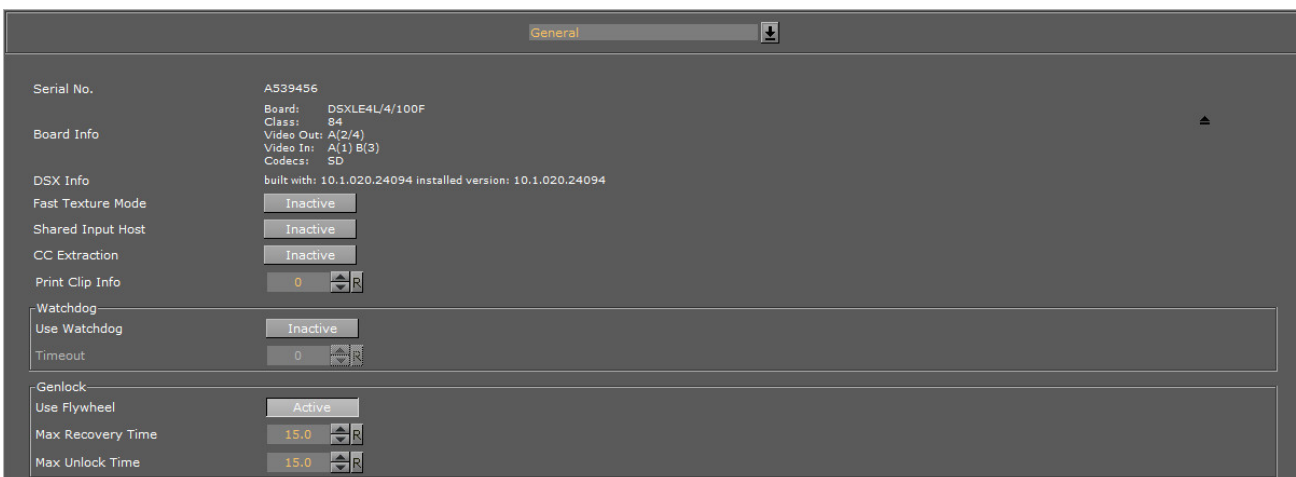 General
Serial No. A539456
Board Info
Board: DSXLE4L/4/100F
Class: 84
Video Out: A(2/4)
Video In: A(1) B(3)
Codecs: SD
DSX Info built with: 10.1.020.24094 installed version: 10.1.020.24094
Fast Texture Mode Inactive
Shared Input Host Inactive
CC Extraction Inactive
Print Clip Info 0 R
Watchdog
Use Watchdog Inactive
Timeout 0 R
Genlock
Use Flywheel Active
Max Recovery Time 15.0 R
Max Unlock Time 15.0 R